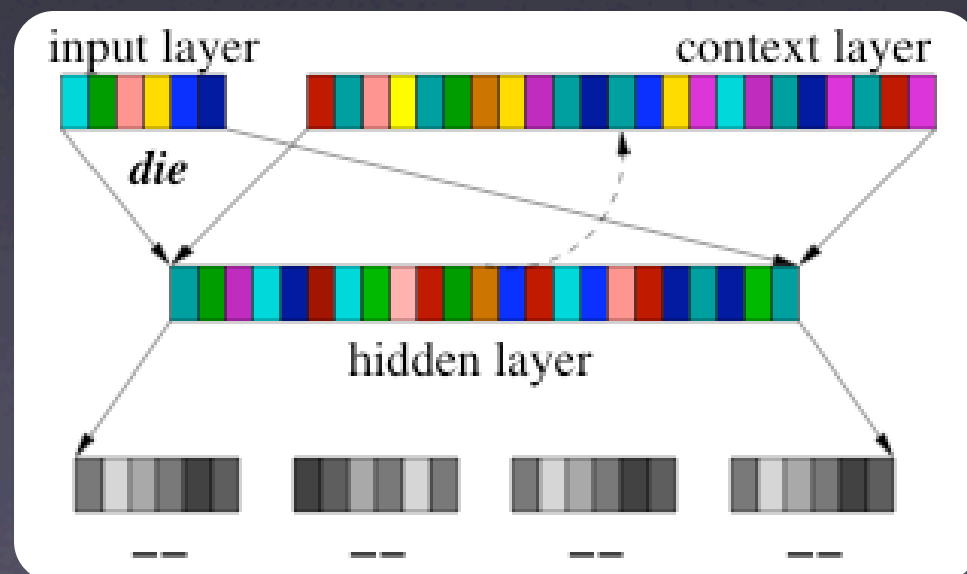 input layer
context layer
die
hidden layer
-- -- -- --